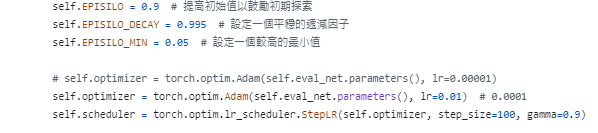 self.EPISILO = 0.9  # 提高初始值以鼓勵初期探索
self.EPISILO_DECAY = 0.995  # 設定一個平穩的遞減因子
self.EPISILO_MIN = 0.05  # 設定一個較高的最小值
# self.optimizer = torch.optim.Adam(self.eval_net.parameters(), lr=0.00001)
self.optimizer = torch.optim.Adam(self.eval_net.parameters(), lr=0.01)  # 0.0001
self.scheduler = torch.optim.lr_scheduler.StepLR(self.optimizer, step_size=100, gamma=0.9)